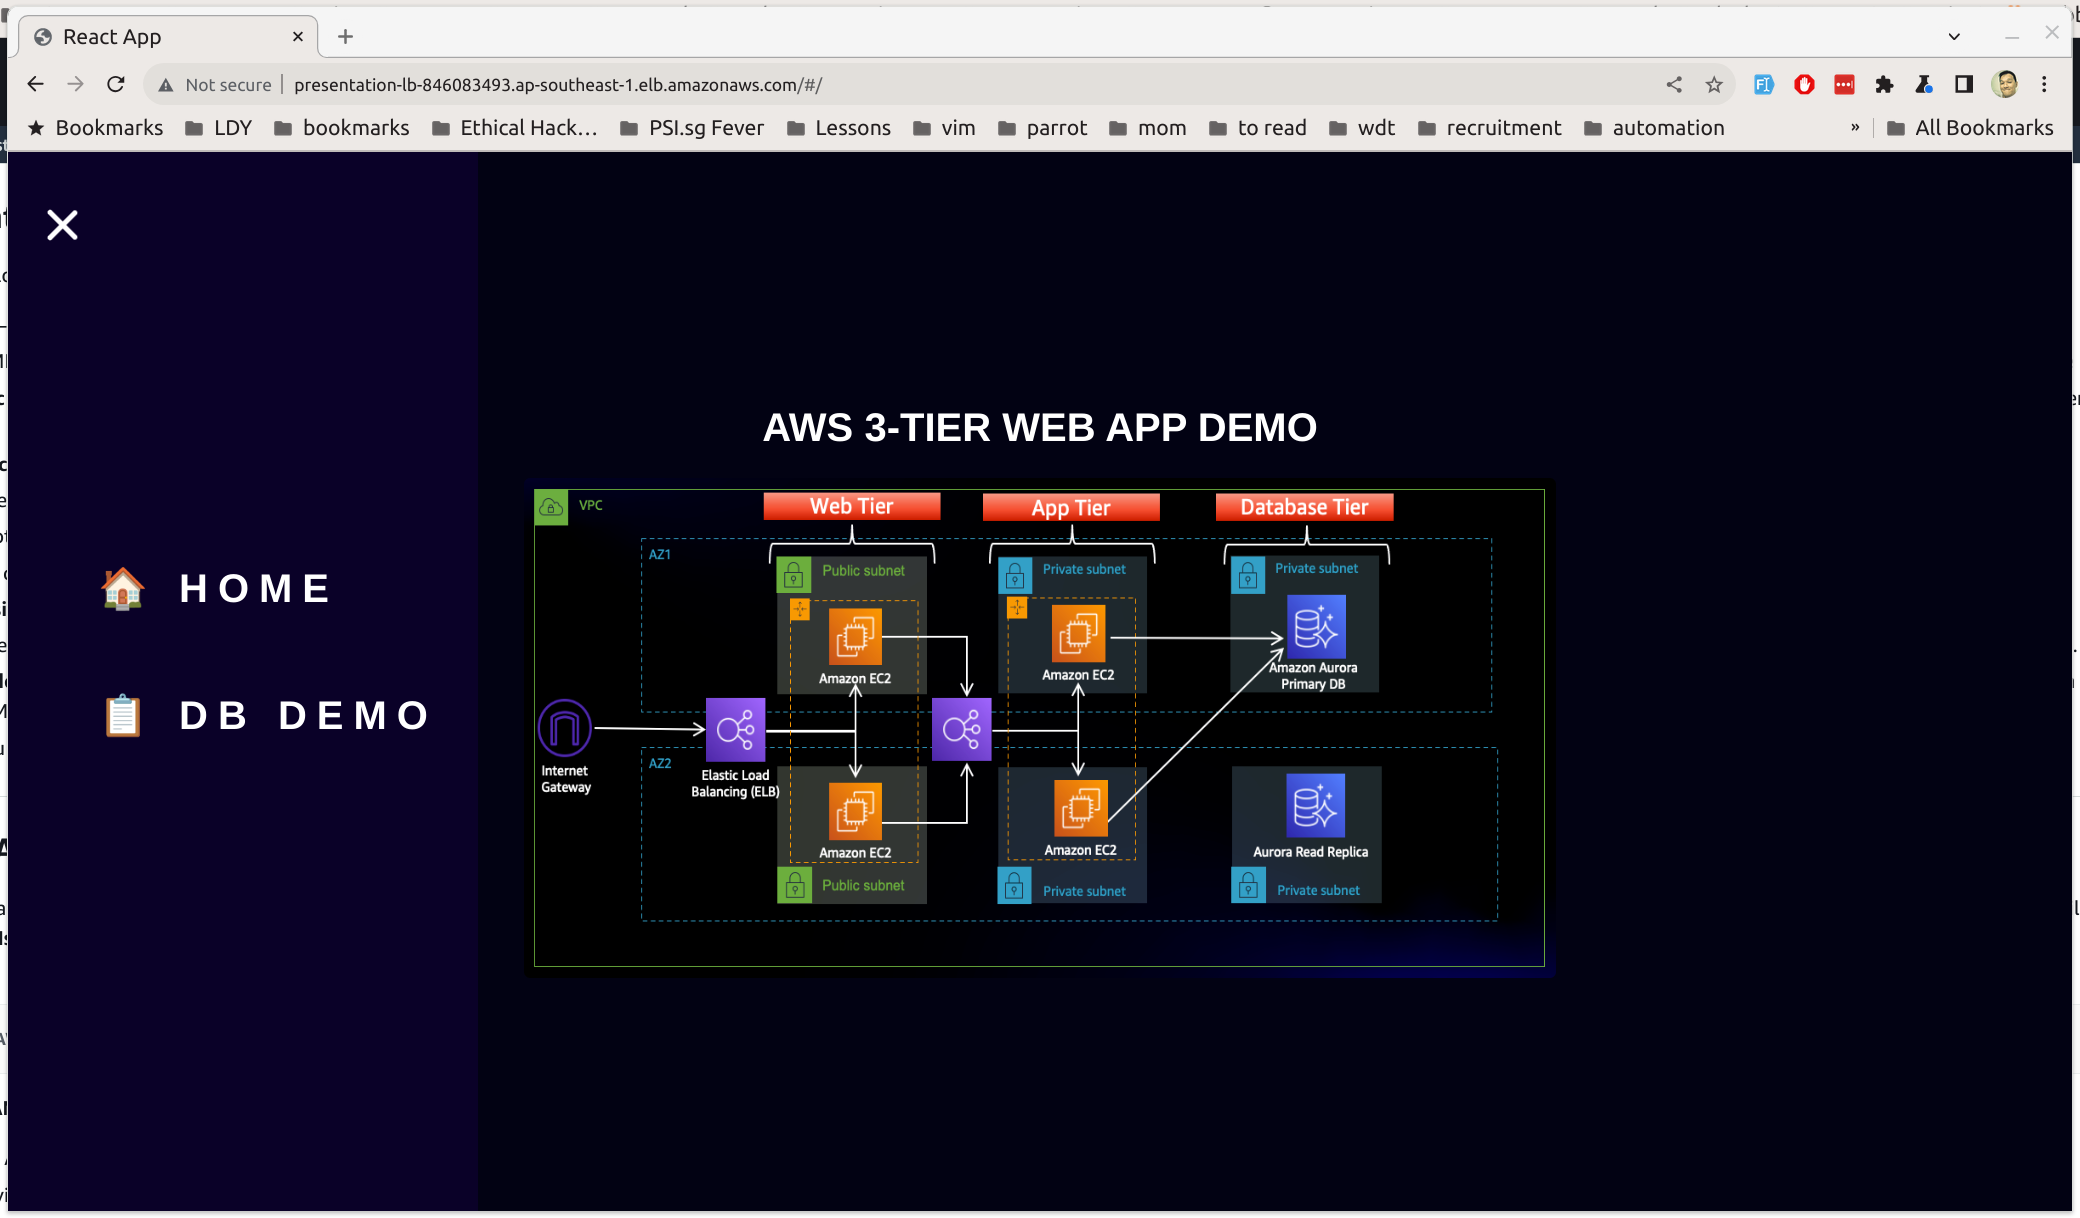 React App
Not secure
presentation-lb-846083493.ap-southeast-1.elb.amazonaws.com/#/
Bookmarks LDY bookmarks Ethical Hack... PSI.sg Fever Lessons vim parrot mom to read wdt recruitment automation » All Bookmarks
HOME
DB DEMO
AWS 3-TIER WEB APP DEMO
VPC
Web Tier
App Tier
Database Tier
AZ1
Public subnet
Private subnet
Private subnet
Amazon EC2
Amazon EC2
Amazon Aurora
Primary DB
Internet
Gateway
Elastic Load
Balancing (ELB)
AZ2
Amazon EC2
Amazon EC2
Aurora Read Replica
Public subnet
Private subnet
Private subnet